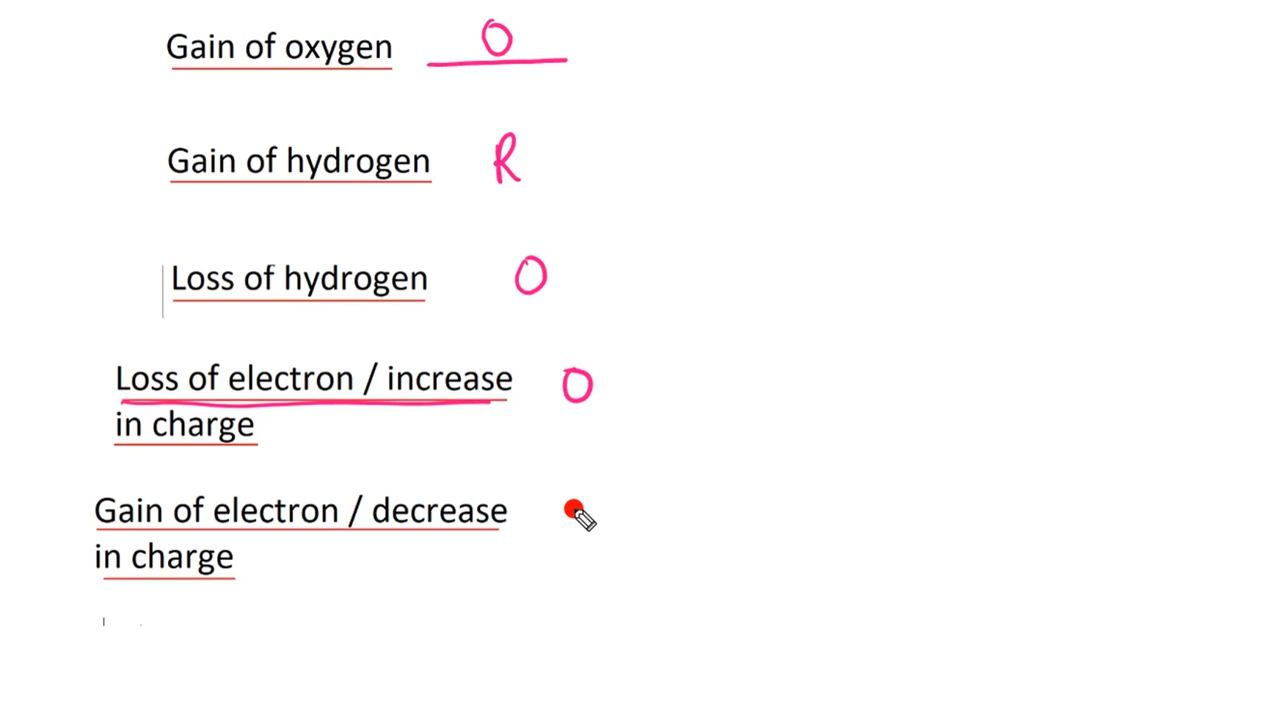 Gain of oxygen O
Gain of hydrogen R
Loss of hydrogen O
Loss of electron / increase O
in charge
Gain of electron / decrease
in charge